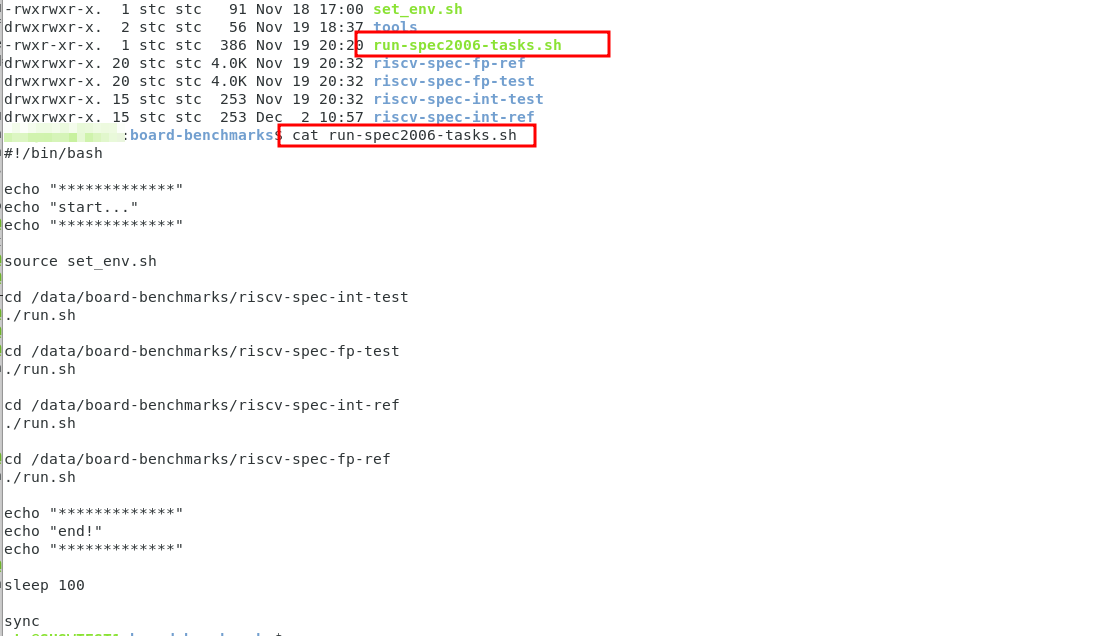 -rwxrwxr-x.  1 stc stc   91 Nov 18 17:00 set_env.sh
drwxrwxr-x.  2 stc stc   56 Nov 19 18:37 tools
-rwxr-xr-x.  1 stc stc  386 Nov 19 20:20 run-spec2006-tasks.sh
drwxrwxr-x. 20 stc stc 4.0K Nov 19 20:32 riscv-spec-fp-ref
drwxrwxr-x. 20 stc stc 4.0K Nov 19 20:32 riscv-spec-fp-test
drwxrwxr-x. 15 stc stc  253 Nov 19 20:32 riscv-spec-int-test
drwxrwxr-x. 15 stc stc  253 Dec  2 10:57 riscv-spec-int-ref
:board-benchmarks$ cat run-spec2006-tasks.sh
#!/bin/bash
echo "*************"
echo "start..."
echo "*************"
source set_env.sh
cd /data/board-benchmarks/riscv-spec-int-test
./run.sh
cd /data/board-benchmarks/riscv-spec-fp-test
./run.sh
cd /data/board-benchmarks/riscv-spec-int-ref
./run.sh
cd /data/board-benchmarks/riscv-spec-fp-ref
./run.sh
echo "*************"
echo "end!"
echo "*************"
sleep 100
sync